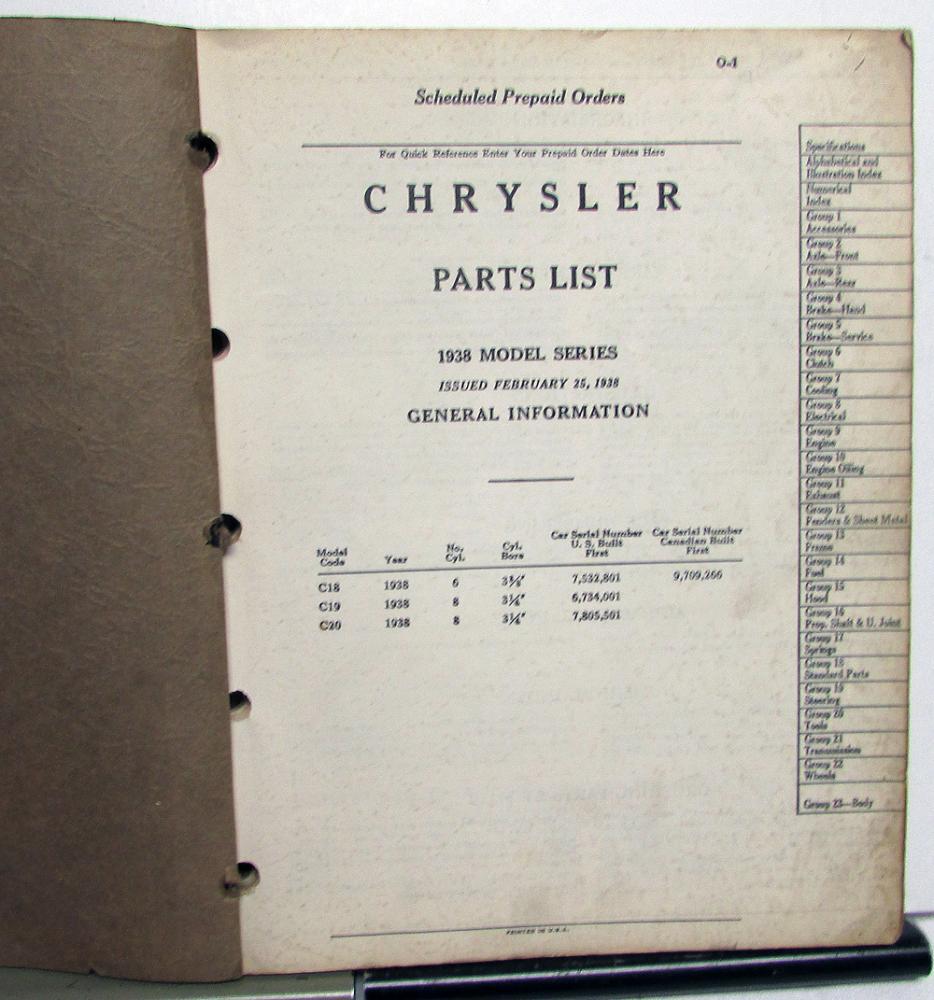 O-1
Scheduled Prepaid Orders
For Quick Reference Enter Your Prepaid Order Dates Here
CHRYSLER
PARTS LIST
1938 MODEL SERIES
ISSUED FEBRUARY 25, 1938
GENERAL INFORMATION
Model Code Year No. Cyl. Cyl. Bore Car Serial Number U. S. Built First Car Serial Number Canadian Built First
C18 1938 6 3⅜" 7,532,801 9,709,266
C19 1938 8 3¼" 6,734,001
C20 1938 8 3¼" 7,805,501
PRINTED IN U.S.A.
Specifications
Alphabetical and
Illustration Index
Numerical
Index
Group 1
Accessories
Group 2
Axle—Front
Group 3
Axle—Rear
Group 4
Brake—Hand
Group 5
Brake—Service
Group 6
Clutch
Group 7
Cooling
Group 8
Electrical
Group 9
Engine
Group 10
Engine Oiling
Group 11
Exhaust
Group 12
Fenders & Sheet Metal
Group 13
Frame
Group 14
Fuel
Group 15
Hood
Group 16
Prop. Shaft & U. Joint
Group 17
Springs
Group 18
Standard Parts
Group 19
Steering
Group 20
Tools
Group 21
Transmission
Group 22
Wheels
Group 23—Body